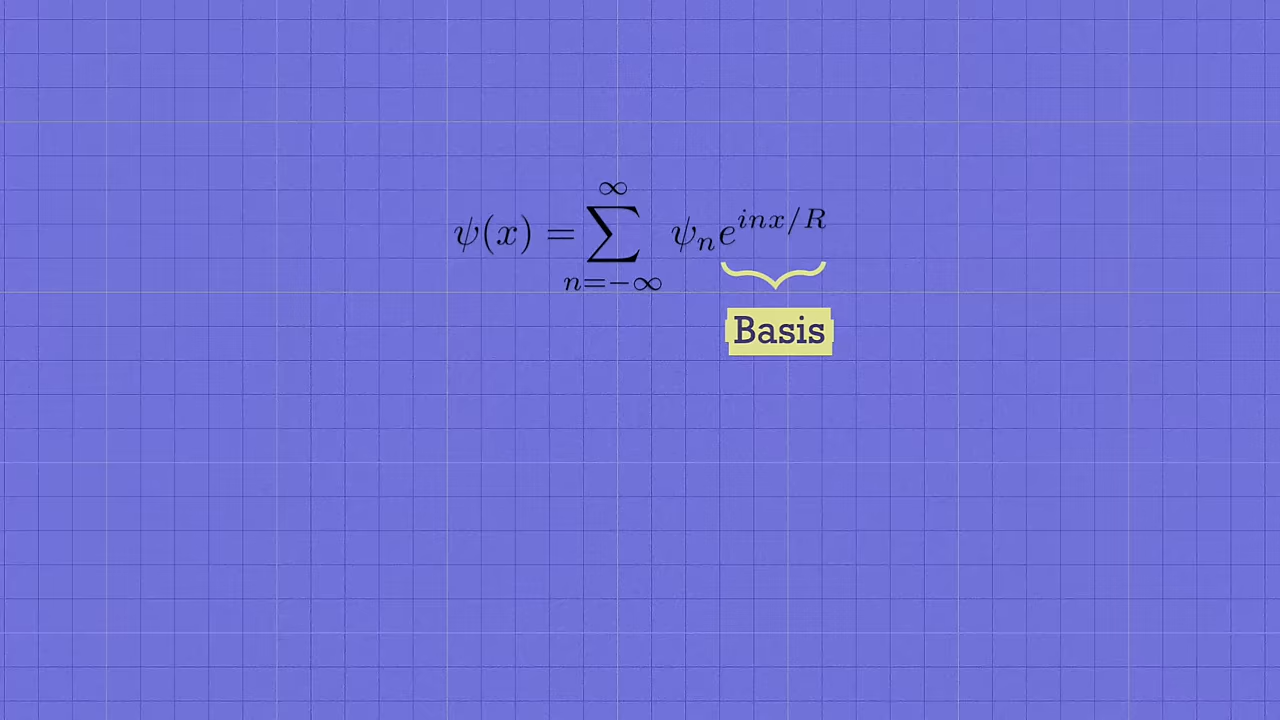 ψ(x) = ∑_{n=-∞}^{∞} ψ_n e^{inx/R}
Basis